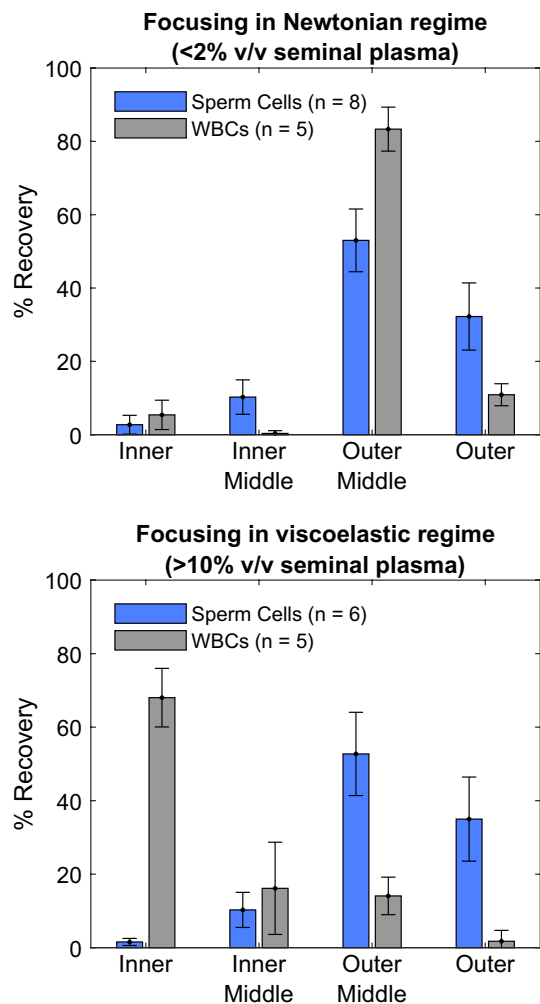 Focusing in Newtonian regime
(<2% v/v seminal plasma)
100
80
60
40
20
0
% Recovery
Sperm Cells (n = 8)
WBCs (n = 5)
Inner
Inner Middle
Outer Middle
Outer
Focusing in viscoelastic regime
(>10% v/v seminal plasma)
100
80
60
40
20
0
% Recovery
Sperm Cells (n = 6)
WBCs (n = 5)
Inner
Inner Middle
Outer Middle
Outer